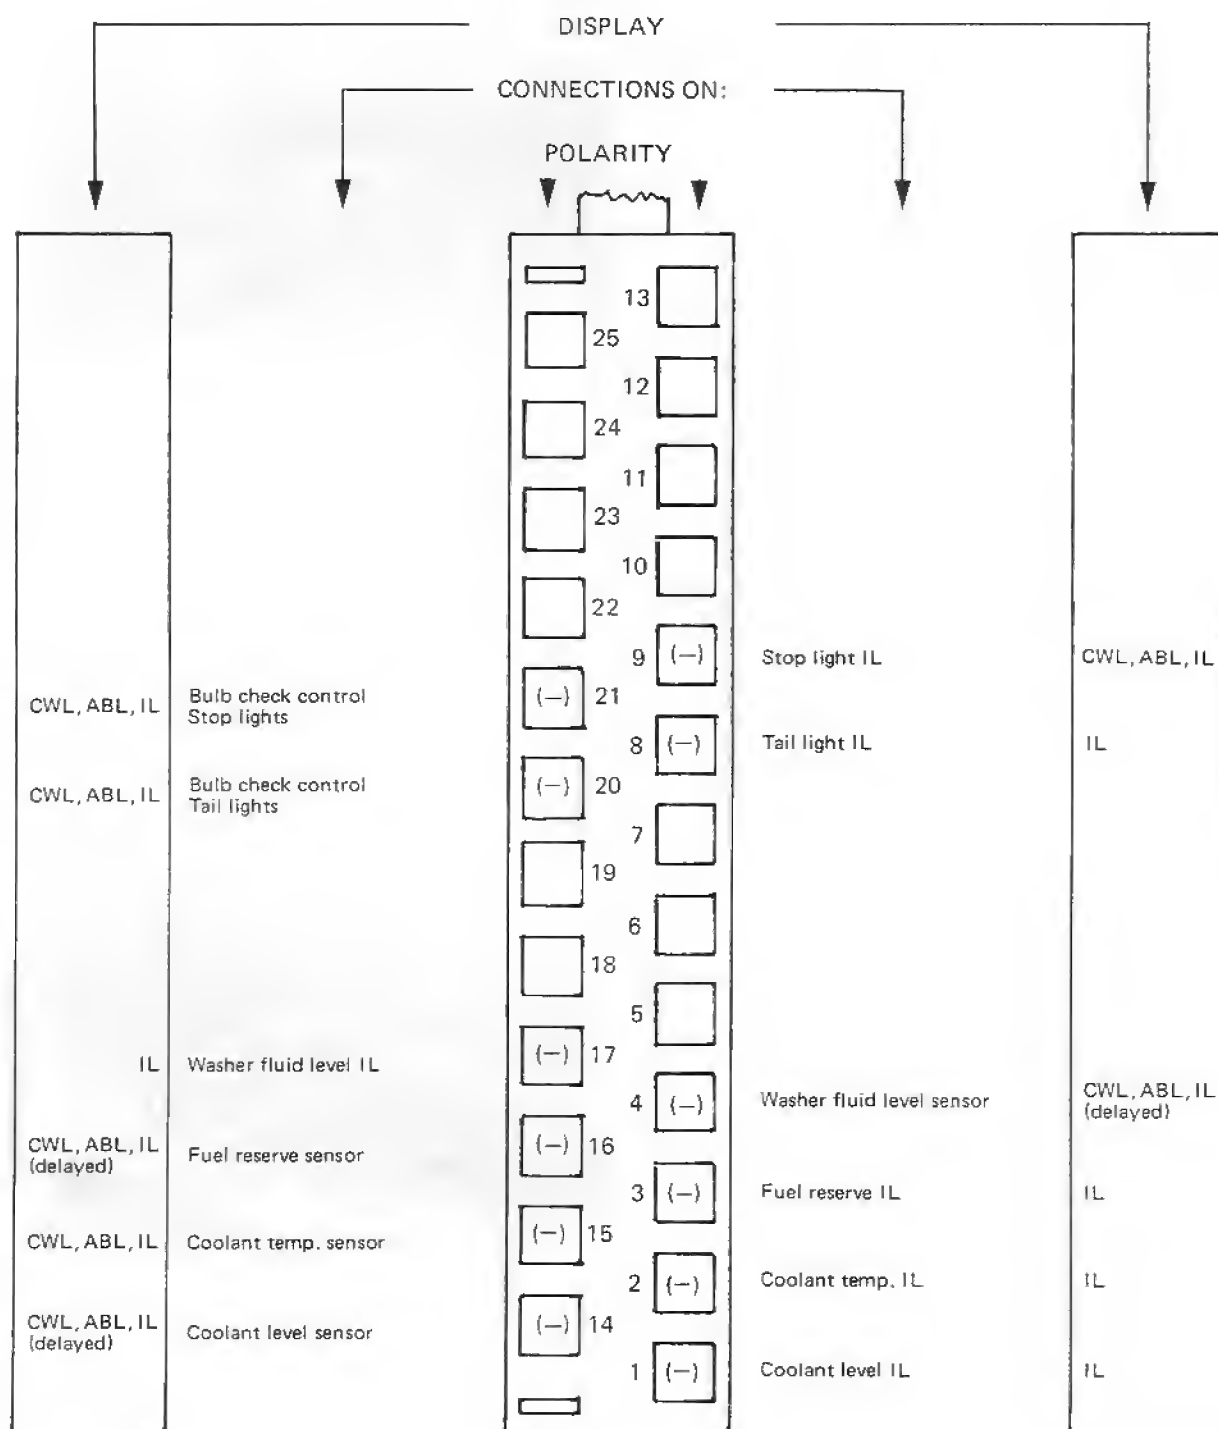 DISPLAY
CONNECTIONS ON:
POLARITY
13
25
12
24
11
23
10
22
9 (—) Stop light IL CWL, ABL, IL
CWL, ABL, IL Bulb check control
Stop lights
(—) 21
8 (—) Tail light IL IL
CWL, ABL, IL Bulb check control
Tail lights
(—) 20
7
19
6
18
5
IL Washer fluid level IL (—) 17
4 (—) Washer fluid level sensor CWL, ABL, IL
(delayed)
CWL, ABL, IL
(delayed) Fuel reserve sensor (—) 16
3 (—) Fuel reserve IL IL
CWL, ABL, IL Coolant temp. sensor (—) 15
2 (—) Coolant temp. IL IL
CWL, ABL, IL
(delayed) Coolant level sensor (—) 14
1 (—) Coolant level IL IL